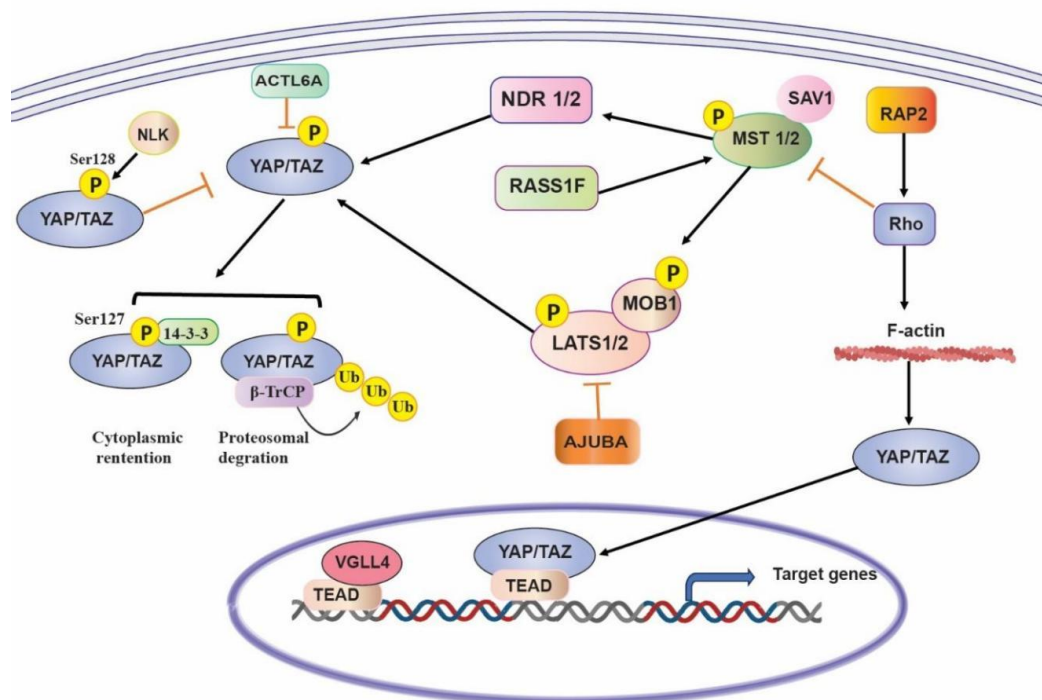 ACTL6A
NDR 1/2
SAV1
P
MST 1/2
RAP2
NLK
Ser128
P
YAP/TAZ
P
YAP/TAZ
RASS1F
Rho
P
MOB1
P
LATS1/2
F-actin
Ser127
P
14-3-3
YAP/TAZ
P
YAP/TAZ
β-TrCP
Ub
Ub
Ub
Cytoplasmic
rentention
Proteosomal
degration
AJUBA
YAP/TAZ
VGLL4
TEAD
YAP/TAZ
TEAD
Target genes